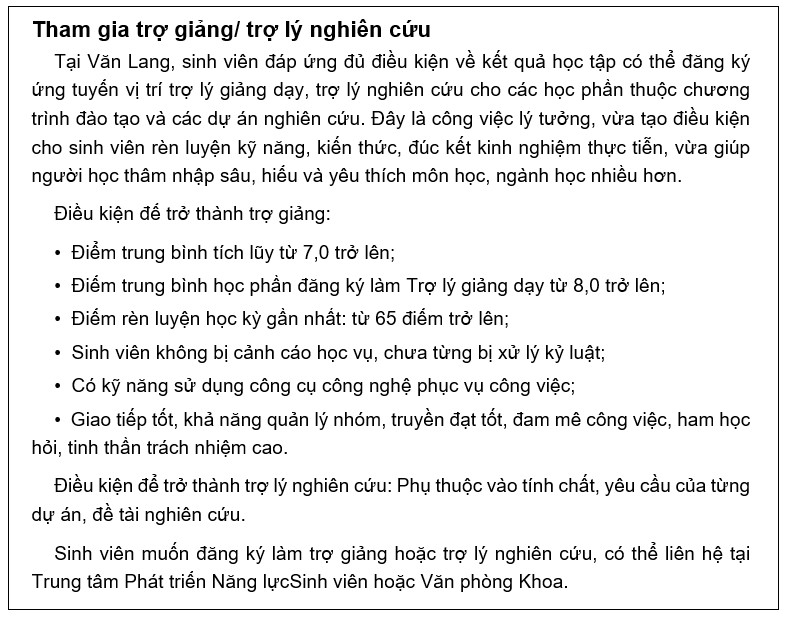 Tham gia trợ giảng/ trợ lý nghiên cứu
Tại Văn Lang, sinh viên đáp ứng đủ điều kiện về kết quả học tập có thể đăng ký
ứng tuyển vị trí trợ lý giảng dạy, trợ lý nghiên cứu cho các học phần thuộc chương
trình đảo tạo và các dự án nghiên cứu. Đây là công việc lý tưởng, vừa tạo điều kiện
cho sinh viên rèn luyện kỹ năng, kiến thức, đúc kết kinh nghiệm thực tiễn, vừa giúp
người học thâm nhập sâu, hiếu và yêu thích môn học, ngành học nhiều hơn.
Điều kiện đế trở thành trợ giảng:
• Điểm trung bình tích lũy từ 7,0 trở lên;
• Điếm trung bình học phần đăng ký làm Trợ lý giảng dạy từ 8,0 trở lên;
• Điếm rèn luyện học kỳ gần nhất: từ 65 điếm trở lên;
• Sinh viên không bị cảnh cáo học vụ, chưa từng bị xử lý kỷ luật;
• Có kỹ năng sử dụng công cụ công nghệ phục vụ công việc;
• Giao tiếp tốt, khả năng quản lý nhóm, truyền đạt tốt, đam mê công việc, ham học
hỏi, tinh thần trách nhiệm cao.
Điều kiện để trở thành trợ lý nghiên cứu: Phụ thuộc vào tính chất, yêu cầu của từng
dự án, đề tài nghiên cứu.
Sinh viên muốn đăng ký làm trợ giảng hoặc trợ lý nghiên cứu, có thể liên hệ tại
Trung tâm Phát triến Năng lựcSinh viên hoặc Văn phòng Khoa.